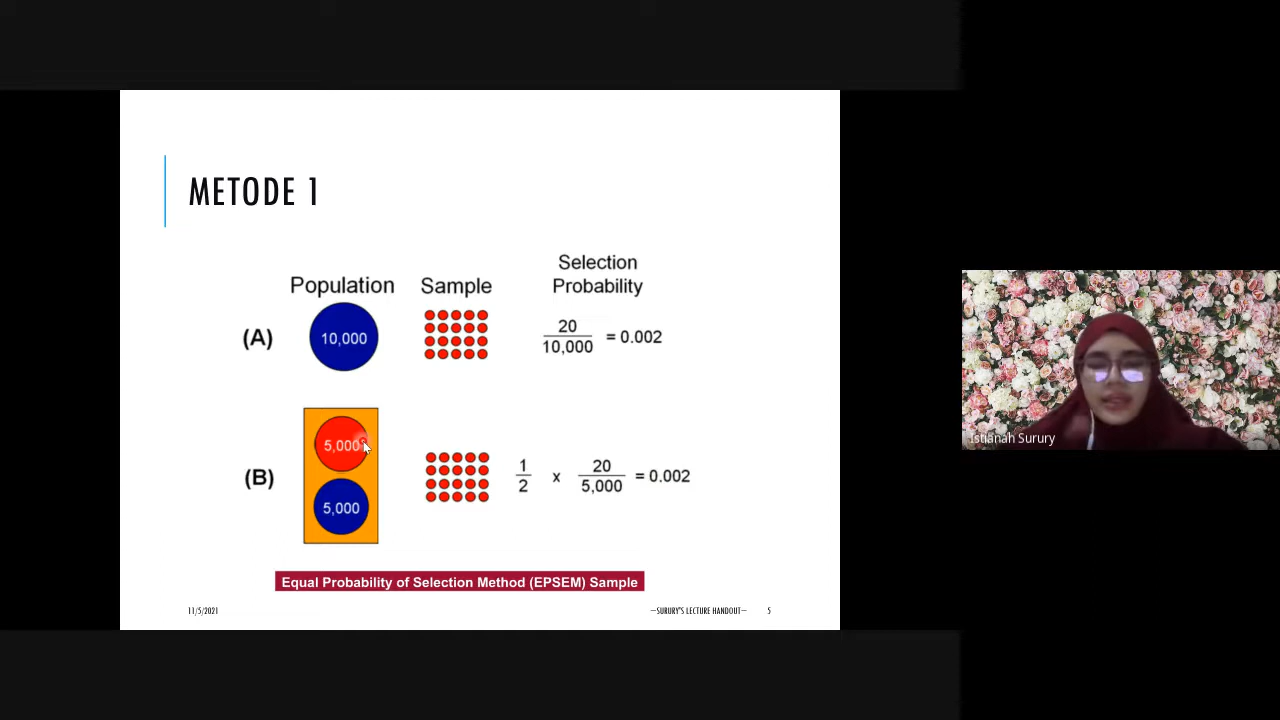 METODE 1
Population
Sample
Selection
Probability
(A)
10,000
20
10,000
= 0.002
(B)
5,000
5,000
1
2
x
20
5,000
= 0.002
Equal Probability of Selection Method (EPSEM) Sample
11/5/2021
—SURURY'S LECTURE HANDOUT—
5
Istianah Surury